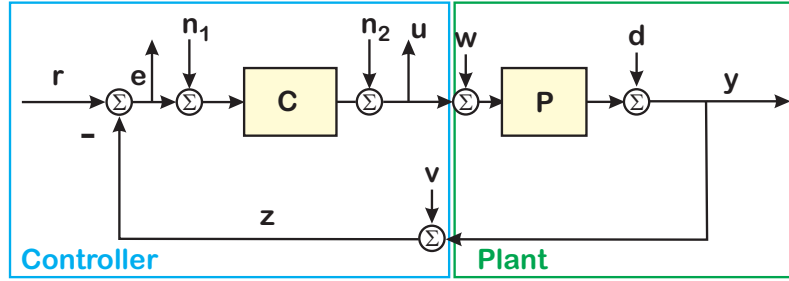 n1
n2
u
w
d
r
e
y
Σ
Σ
C
Σ
Σ
P
Σ
-
v
z
Σ
Controller
Plant